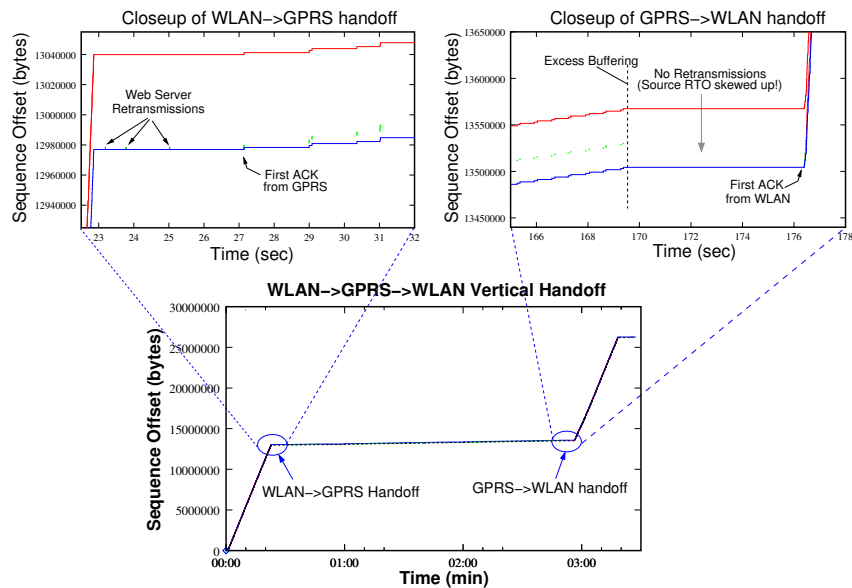 Closeup of WLAN->GPRS handoff
Sequence Offset (bytes)
13040000
13020000
13000000
12980000
12960000
12940000
Web Server
Retransmissions
First ACK
from GPRS
23 24 25 26 27 28 29 30 31 32
Time (sec)
Closeup of GPRS->WLAN handoff
Sequence Offset (bytes)
13650000
13600000
13550000
13500000
13450000
Excess Buffering
No Retransmissions
(Source RTO skewed up!)
First ACK
from WLAN
166 168 170 172 174 176 178
Time (sec)
WLAN->GPRS->WLAN Vertical Handoff
Sequence Offset (bytes)
30000000
25000000
20000000
15000000
10000000
5000000
0
WLAN->GPRS Handoff
GPRS->WLAN handoff
00:00 01:00 02:00 03:00
Time (min)